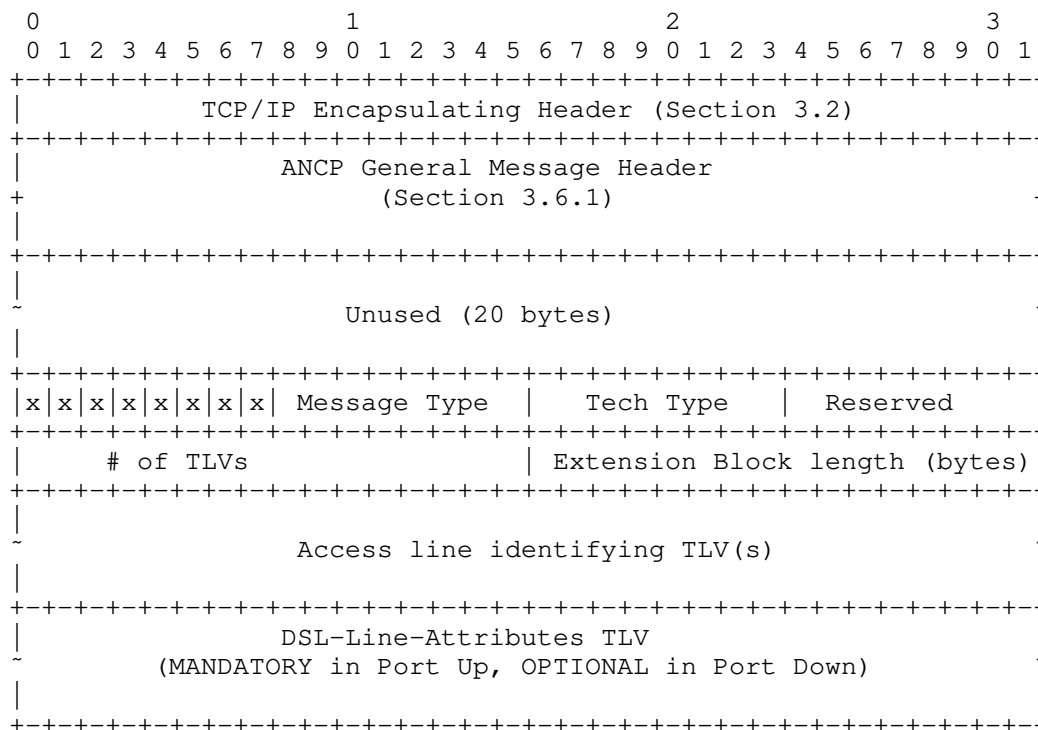 0                   1                   2                   3
 0 1 2 3 4 5 6 7 8 9 0 1 2 3 4 5 6 7 8 9 0 1 2 3 4 5 6 7 8 9 0 1
+-+-+-+-+-+-+-+-+-+-+-+-+-+-+-+-+-+-+-+-+-+-+-+-+-+-+-+-+-+-+-+-
|           TCP/IP Encapsulating Header (Section 3.2)
+-+-+-+-+-+-+-+-+-+-+-+-+-+-+-+-+-+-+-+-+-+-+-+-+-+-+-+-+-+-+-+-
|                ANCP General Message Header
+                      (Section 3.6.1)                          -
|
+-+-+-+-+-+-+-+-+-+-+-+-+-+-+-+-+-+-+-+-+-+-+-+-+-+-+-+-+-+-+-+-
|
~                    Unused (20 bytes)                          ~
|
+-+-+-+-+-+-+-+-+-+-+-+-+-+-+-+-+-+-+-+-+-+-+-+-+-+-+-+-+-+-+-+-
|x|x|x|x|x|x|x|x| Message Type  |   Tech Type   |  Reserved
+-+-+-+-+-+-+-+-+-+-+-+-+-+-+-+-+-+-+-+-+-+-+-+-+-+-+-+-+-+-+-+-
|     # of TLVs                 | Extension Block length (bytes)
+-+-+-+-+-+-+-+-+-+-+-+-+-+-+-+-+-+-+-+-+-+-+-+-+-+-+-+-+-+-+-+-
|
~                 Access line identifying TLV(s)                ~
|
+-+-+-+-+-+-+-+-+-+-+-+-+-+-+-+-+-+-+-+-+-+-+-+-+-+-+-+-+-+-+-+-
|                DSL-Line-Attributes TLV
~        (MANDATORY in Port Up, OPTIONAL in Port Down)          ~
|
+-+-+-+-+-+-+-+-+-+-+-+-+-+-+-+-+-+-+-+-+-+-+-+-+-+-+-+-+-+-+-+-